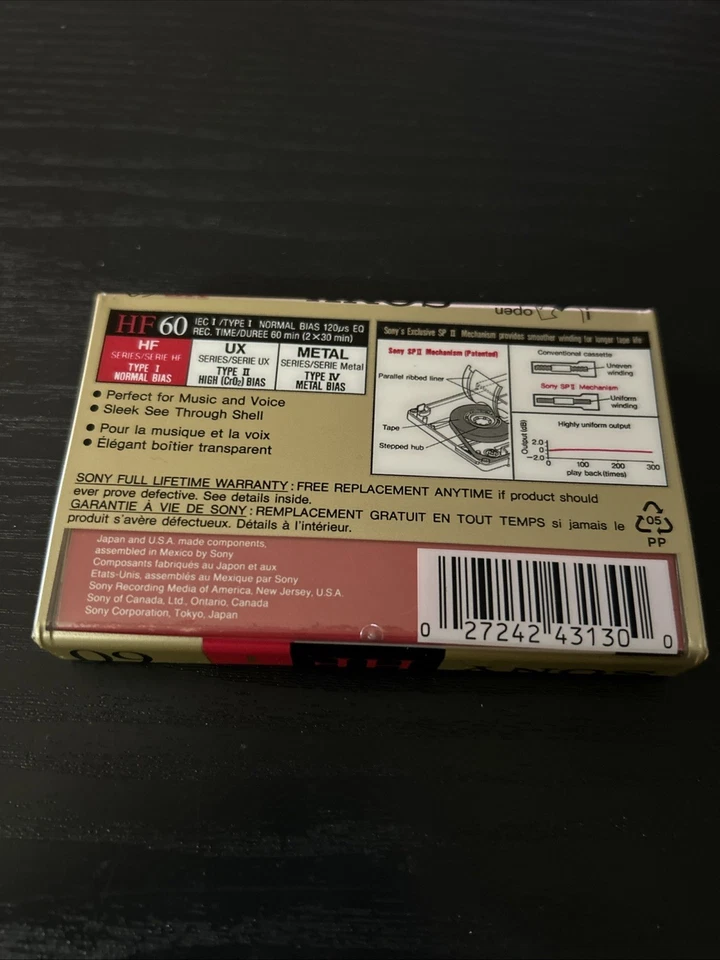 open
HF 60 IEC I/TYPE I NORMAL BIAS 120µs EQ
REC. TIME/DUREE 60 min (2×30 min)
HF
SERIES/SERIE HF
TYPE I
NORMAL BIAS
UX
SERIES/SERIE UX
TYPE II
HIGH (CrO₂) BIAS
METAL
SERIES/SERIE Metal
TYPE IV
METAL BIAS
• Perfect for Music and Voice
• Sleek See Through Shell
• Pour la musique et la voix
• Élégant boîtier transparent
Sony's Exclusive SP II Mechanism provides smoother winding for longer tape life
Sony SP II Mechanism (Patented)
Parallel ribbed liner
Tape
Stepped hub
Conventional cassette
Uneven
winding
Sony SP II Mechanism
Uniform
winding
Highly uniform output
Output (dB)
2.0
0
-2.0
0 100 200 300
play back (times)
SONY FULL LIFETIME WARRANTY: FREE REPLACEMENT ANYTIME if product should
ever prove defective. See details inside.
GARANTIE À VIE DE SONY: REMPLACEMENT GRATUIT EN TOUT TEMPS si jamais le
produit s'avère défectueux. Détails à l'intérieur.
05
PP
Japan and U.S.A. made components,
assembled in Mexico by Sony
Composants fabriqués au Japon et aux
Etats-Unis, assemblés au Mexique par Sony
Sony Recording Media of America, New Jersey, U.S.A.
Sony of Canada, Ltd., Ontario, Canada
Sony Corporation, Tokyo, Japan
0 27242 43130 0
60 HF SONY